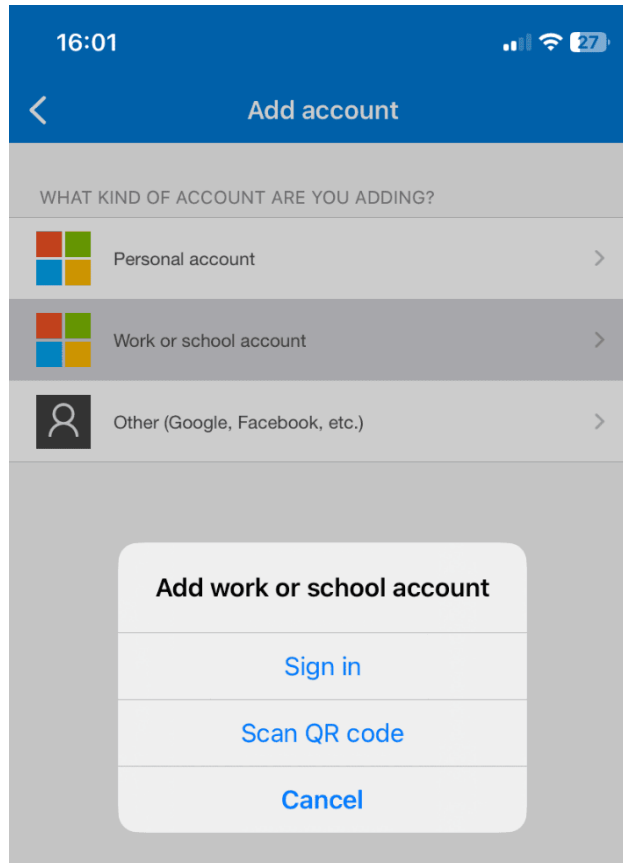 16:01
27
Add account
WHAT KIND OF ACCOUNT ARE YOU ADDING?
Personal account
Work or school account
Other (Google, Facebook, etc.)
Add work or school account
Sign in
Scan QR code
Cancel